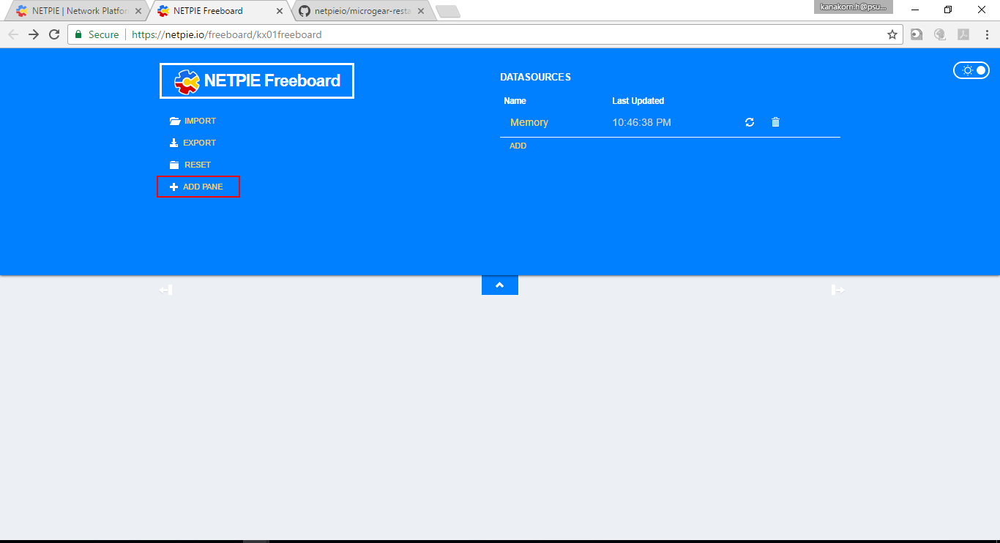 NETPIE | Network Platfor
NETPIE Freeboard
netpieio/microgear-resta
kanakorn.h@psu...
Secure
https://netpie.io/freeboard/kx01freeboard
NETPIE Freeboard
IMPORT
EXPORT
RESET
ADD PANE
DATASOURCES
Name Last Updated
Memory 10:46:38 PM
ADD